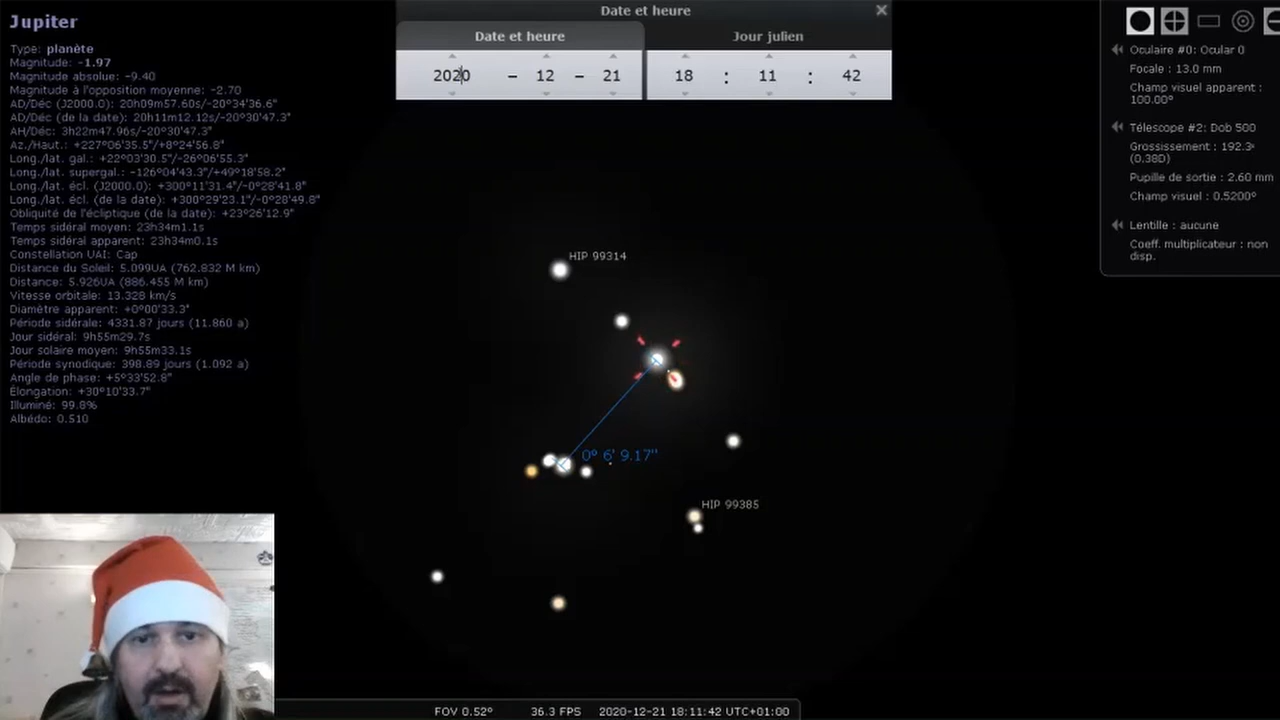 Jupiter
Type: planète
Magnitude: -1.97
Magnitude absolue: -9.40
Magnitude à l'opposition moyenne: -2.70
AD/Déc (J2000.0): 20h09m57.60s/-20°34'36.6"
AD/Déc (de la date): 20h11m12.12s/-20°30'47.3"
AH/Déc: 3h22m47.96s/-20°30'47.3"
Az./Haut.: +227°06'35.5"/+8°24'56.8"
Long./lat. gal.: +22°03'30.5"/-26°06'55.3"
Long./lat. supergal.: -126°04'43.3"/+49°18'58.2"
Long./lat. écl. (J2000.0): +300°11'31.4"/-0°28'41.8"
Long./lat. écl. (de la date): +300°29'23.1"/-0°28'49.8"
Obliquité de l'écliptique (de la date): +23°26'12.9"
Temps sidéral moyen: 23h34m1.1s
Temps sidéral apparent: 23h34m0.1s
Constellation UAI: Cap
Distance du Soleil: 5.099UA (762.832 M km)
Distance: 5.926UA (886.455 M km)
Vitesse orbitale: 13.328 km/s
Diamètre apparent: +0°00'33.3"
Période sidérale: 4331.87 jours (11.860 a)
Jour sidéral: 9h55m29.7s
Jour solaire moyen: 9h55m33.1s
Période synodique: 398.89 jours (1.092 a)
Angle de phase: +5°33'52.8"
Élongation: +30°10'33.7"
Illuminé: 99.8%
Albédo: 0.510
Date et heure
Date et heure Jour julien
2020 - 12 - 21 18 : 11 : 42
Oculaire #0: Ocular 0
Focale : 13.0 mm
Champ visuel apparent :
100.00°
Télescope #2: Dob 500
Grossissement : 192.3×
(0.38D)
Pupille de sortie : 2.60 mm
Champ visuel : 0.5200°
Lentille : aucune
Coeff. multiplicateur : non
disp.
HIP 99314
0° 6' 9.17"
HIP 99385
FOV 0.52° 36.3 FPS 2020-12-21 18:11:42 UTC+01:00